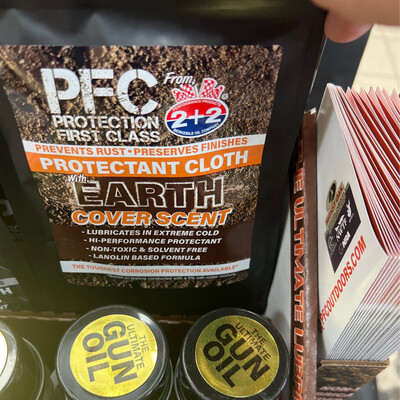 PFC
PROTECTION
FIRST CLASS
From
2+2
PREVENTS RUST • PRESERVES FINISHES
PROTECTANT CLOTH
With
EARTH
COVER SCENT
- LUBRICATES IN EXTREME COLD
- HI-PERFORMANCE PROTECTANT
- NON-TOXIC & SOLVENT FREE
- LANOLIN BASED FORMULA
THE TOUGHEST CORROSION PROTECTION AVAILABLE*
THE ULTIMATE
GUN
OIL
THE ULTIMATE
GUN
OIL
THE ULTIMATE
FCOUTDOORS.COM